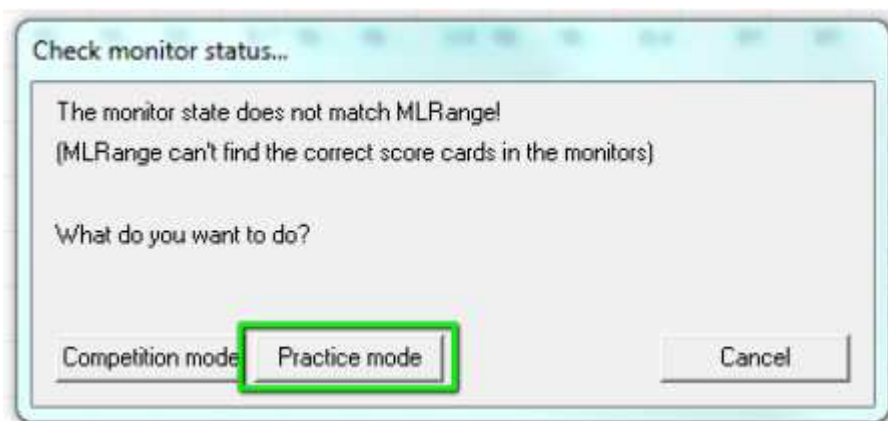 Check monitor status...
The monitor state does not match MLRange!
(MLRange can't find the correct score cards in the monitors)
What do you want to do?
Competition mode Practice mode Cancel